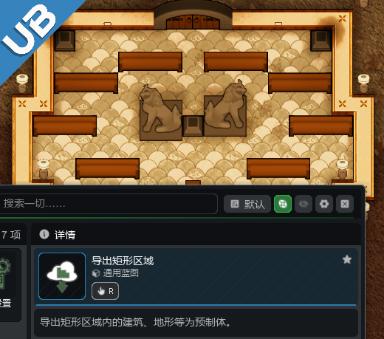 UB
搜索一切……
默认
7 项
详情
导出矩形区域
通用蓝图
R
置
导出矩形区域内的建筑、地形等为预制体。